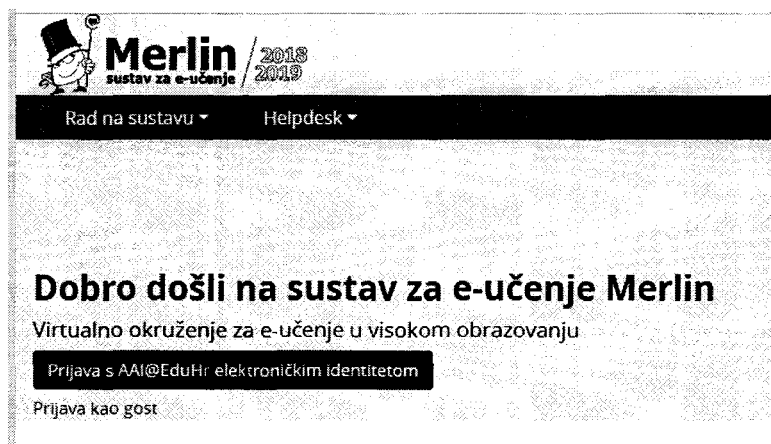 Merlin
sustav za e-učenje
2018
2019
Rad na sustavu
Helpdesk
Dobro došli na sustav za e-učenje Merlin
Virtualno okruženje za e-učenje u visokom obrazovanju
Prijava s AAI@EduHr elektroničkim identitetom
Prijava kao gost